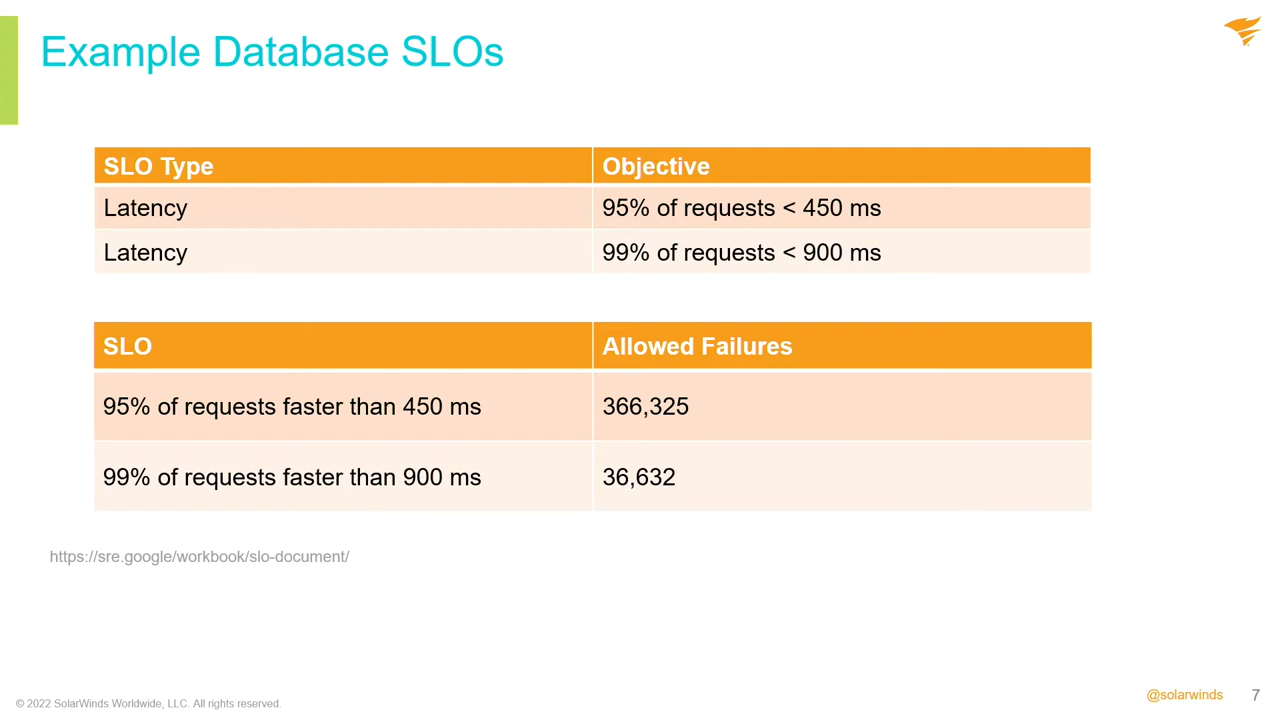 Example Database SLOs
SLO Type Objective
Latency 95% of requests < 450 ms
Latency 99% of requests < 900 ms
SLO Allowed Failures
95% of requests faster than 450 ms 366,325
99% of requests faster than 900 ms 36,632
https://sre.google/workbook/slo-document/
© 2022 SolarWinds Worldwide, LLC. All rights reserved.
@solarwinds 7